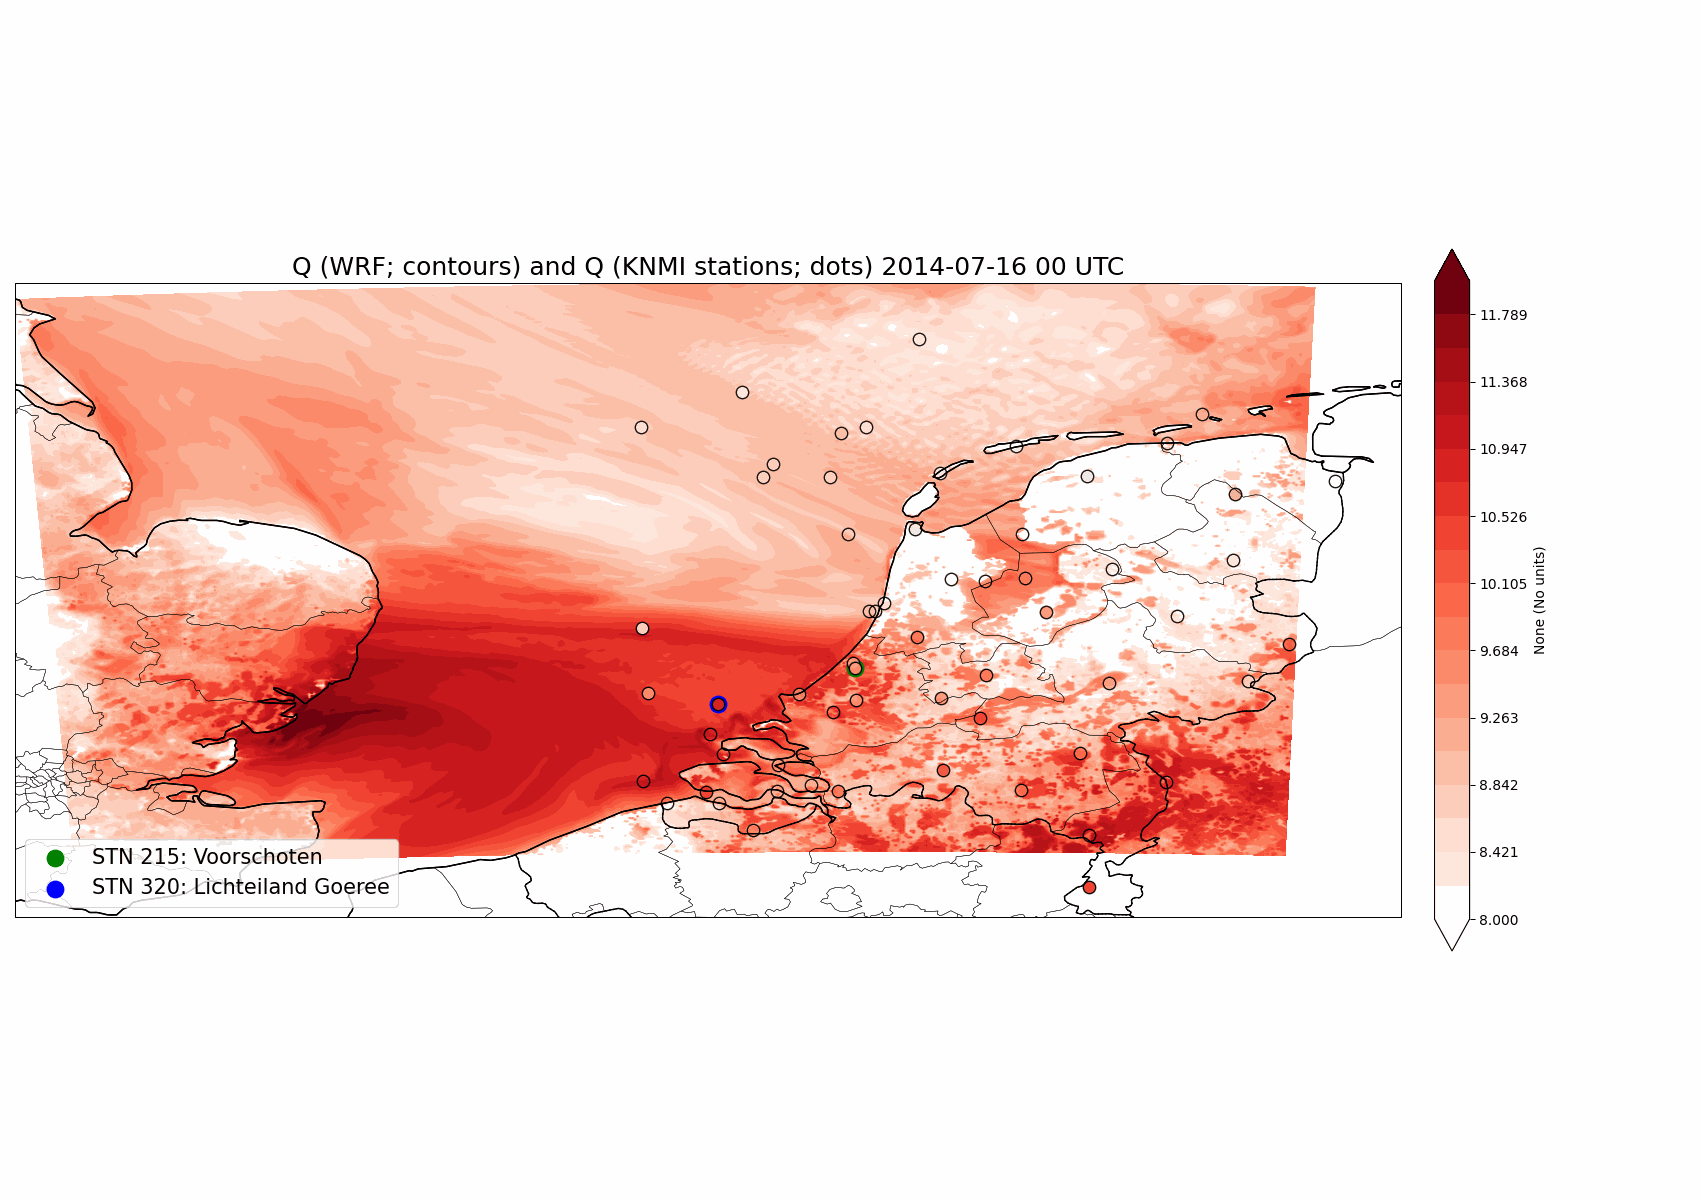 Q (WRF; contours) and Q (KNMI stations; dots) 2014-07-16 00 UTC
11.789
11.368
10.947
10.526
10.105
9.684
9.263
8.842
8.421
8.000
None (No units)
STN 215: Voorschoten
STN 320: Lichteiland Goeree